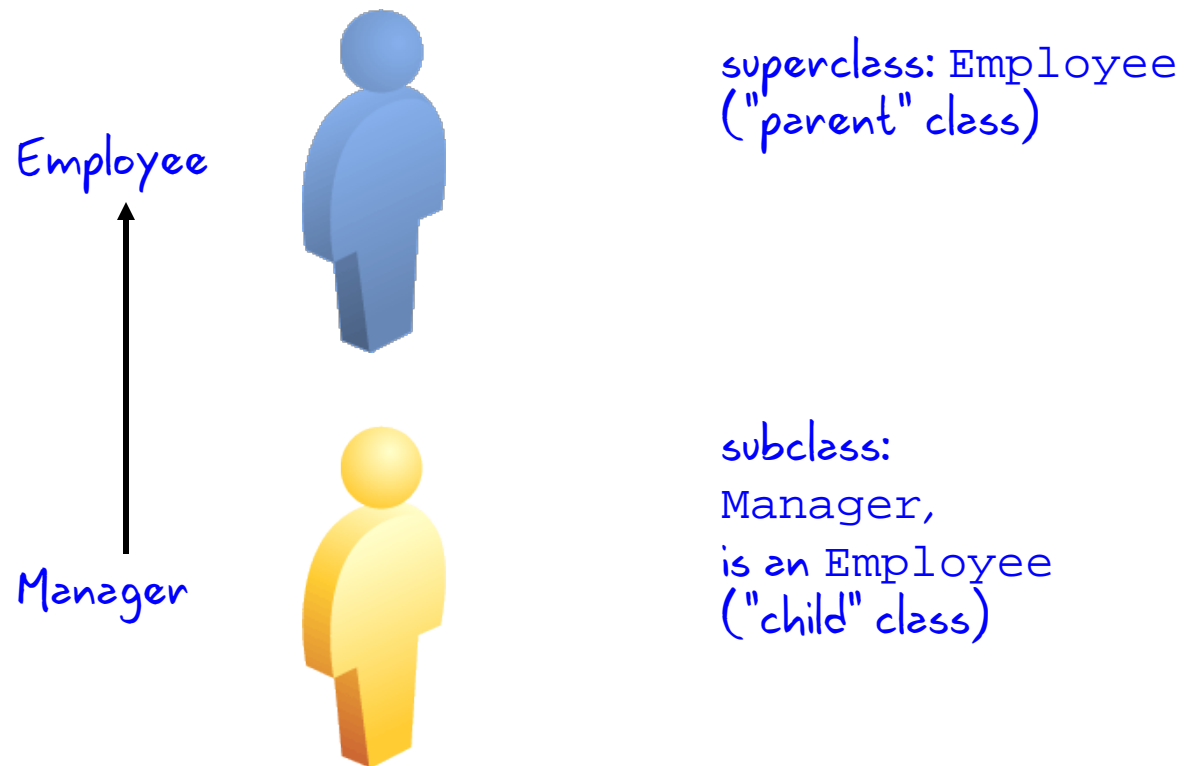 superclass: Employee
("parent" class)
Employee
subclass:
Manager,
is an Employee
("child" class)
Manager